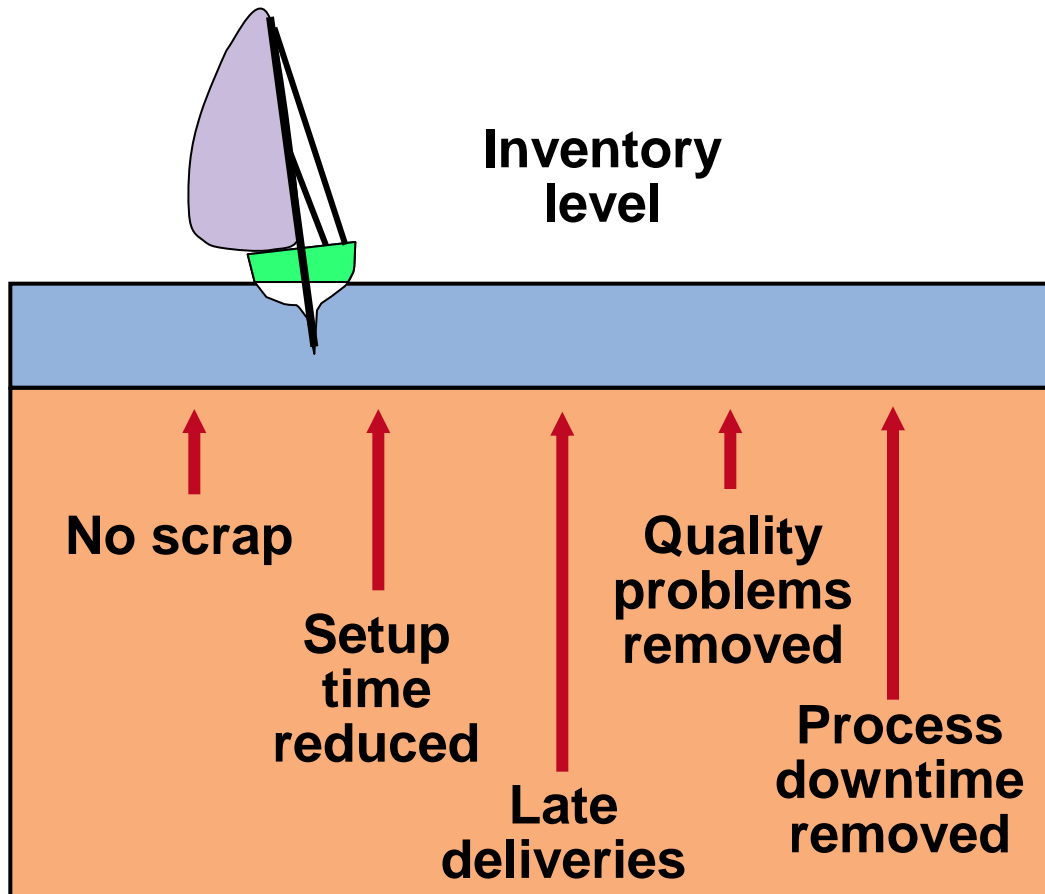 Inventory
level
No scrap
Setup
time
reduced
Late
deliveries
Quality
problems
removed
Process
downtime
removed